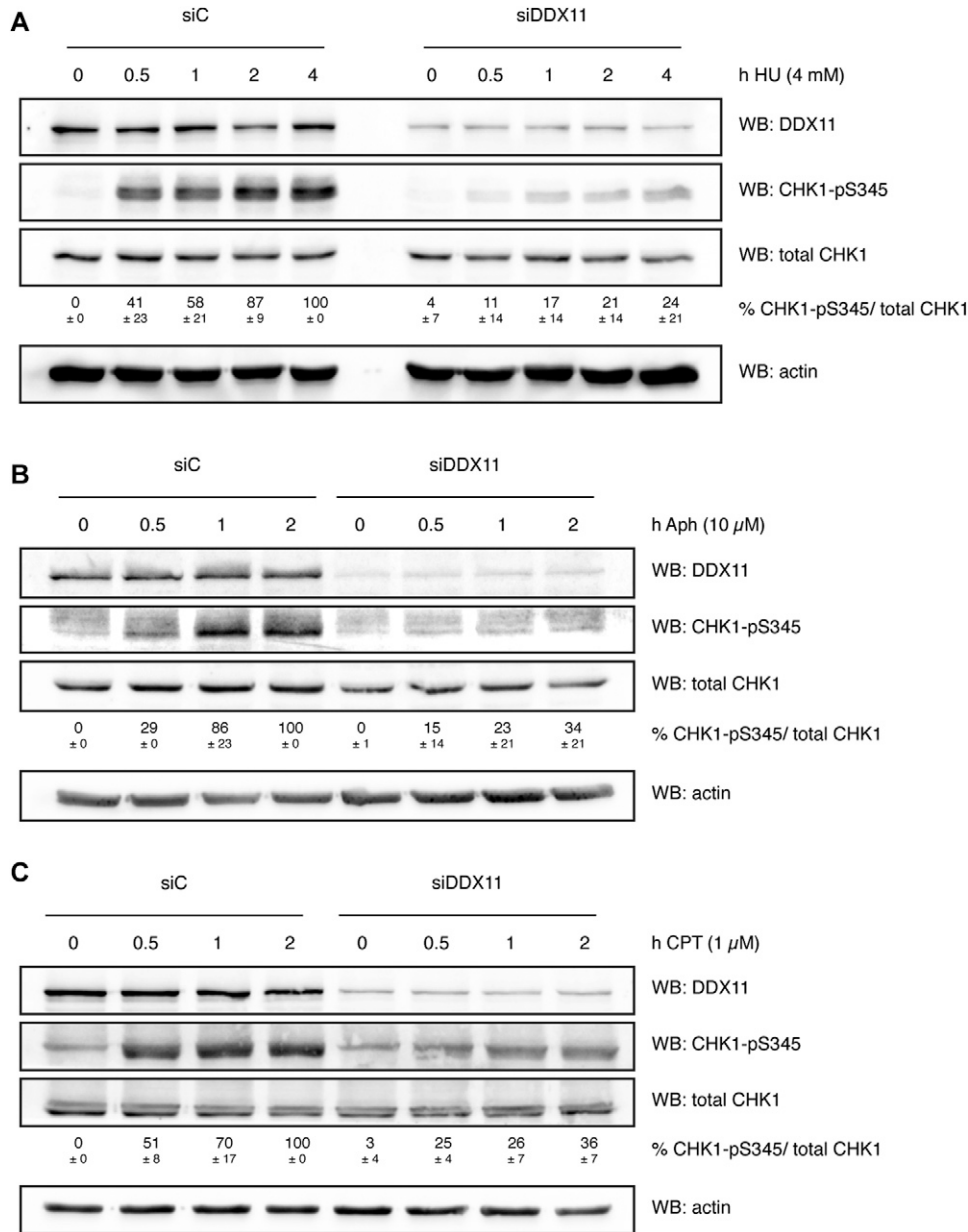 A
siC siDDX11
0 0.5 1 2 4 0 0.5 1 2 4 h HU (4 mM)
WB: DDX11
WB: CHK1-pS345
WB: total CHK1
0 41 58 87 100 4 11 17 21 24 % CHK1-pS345/ total CHK1
± 0 ± 23 ± 21 ± 9 ± 0 ± 7 ± 14 ± 14 ± 14 ± 21
WB: actin
B
siC siDDX11
0 0.5 1 2 0 0.5 1 2 h Aph (10 µM)
WB: DDX11
WB: CHK1-pS345
WB: total CHK1
0 29 86 100 0 15 23 34 % CHK1-pS345/ total CHK1
± 0 ± 0 ± 23 ± 0 ± 1 ± 14 ± 21 ± 21
WB: actin
C
siC siDDX11
0 0.5 1 2 0 0.5 1 2 h CPT (1 µM)
WB: DDX11
WB: CHK1-pS345
WB: total CHK1
0 51 70 100 3 25 26 36 % CHK1-pS345/ total CHK1
± 0 ± 8 ± 17 ± 0 ± 4 ± 4 ± 7 ± 7
WB: actin